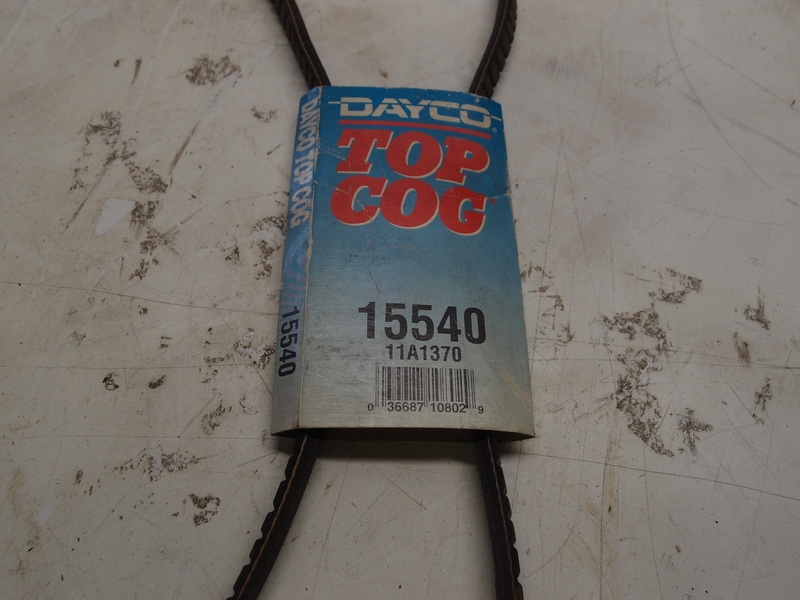 DAYCO
TOP
COG
15540
11A1370
0 36687 10802 9
DAYCO TOP COG
15540